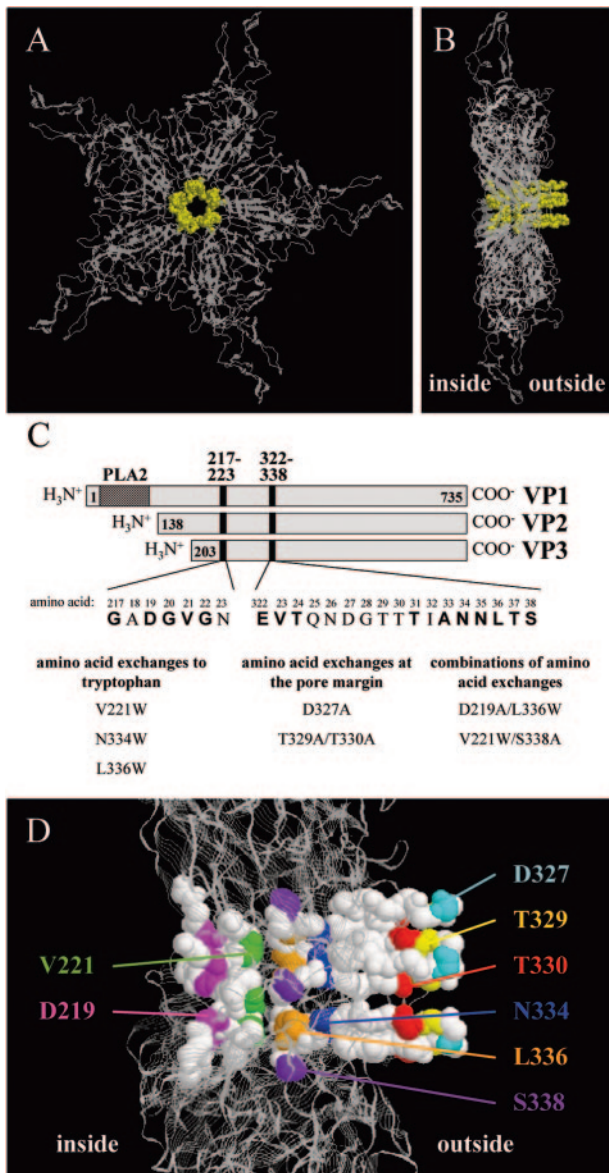 A
B
inside outside
C
217-
223
322-
338
PLA2
H₃N⁺ 1 735 COO⁻ VP1
H₃N⁺ 138 COO⁻ VP2
H₃N⁺ 203 COO⁻ VP3
amino acid: 217 18 19 20 21 22 23 322 23 24 25 26 27 28 29 30 31 32 33 34 35 36 37 38
G A D G V G N E V T Q N D G T T T I A N N L T S
amino acid exchanges to
tryptophan
V221W
N334W
L336W
amino acid exchanges at
the pore margin
D327A
T329A/T330A
combinations of amino
acid exchanges
D219A/L336W
V221W/S338A
D
D327
T329
V221
T330
D219
N334
L336
S338
inside outside